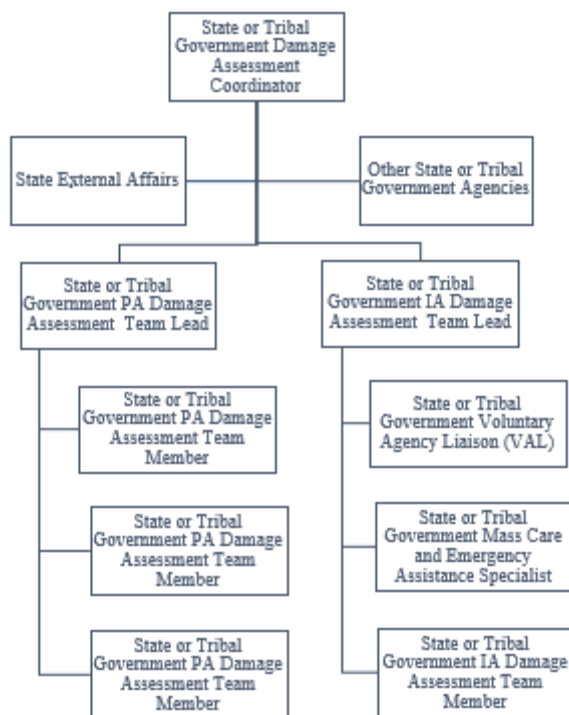 State or Tribal
Government Damage
Assessment
Coordinator
State External Affairs
Other State or Tribal
Government Agencies
State or Tribal
Government PA Damage
Assessment Team Lead
State or Tribal
Government IA Damage
Assessment Team Lead
State or Tribal
Government PA Damage
Assessment Team
Member
State or Tribal
Government Voluntary
Agency Liaison (VAL)
State or Tribal
Government PA Damage
Assessment Team
Member
State or Tribal
Government Mass Care
and Emergency
Assistance Specialist
State or Tribal
Government PA Damage
Assessment Team
Member
State or Tribal
Government IA Damage
Assessment Team
Member